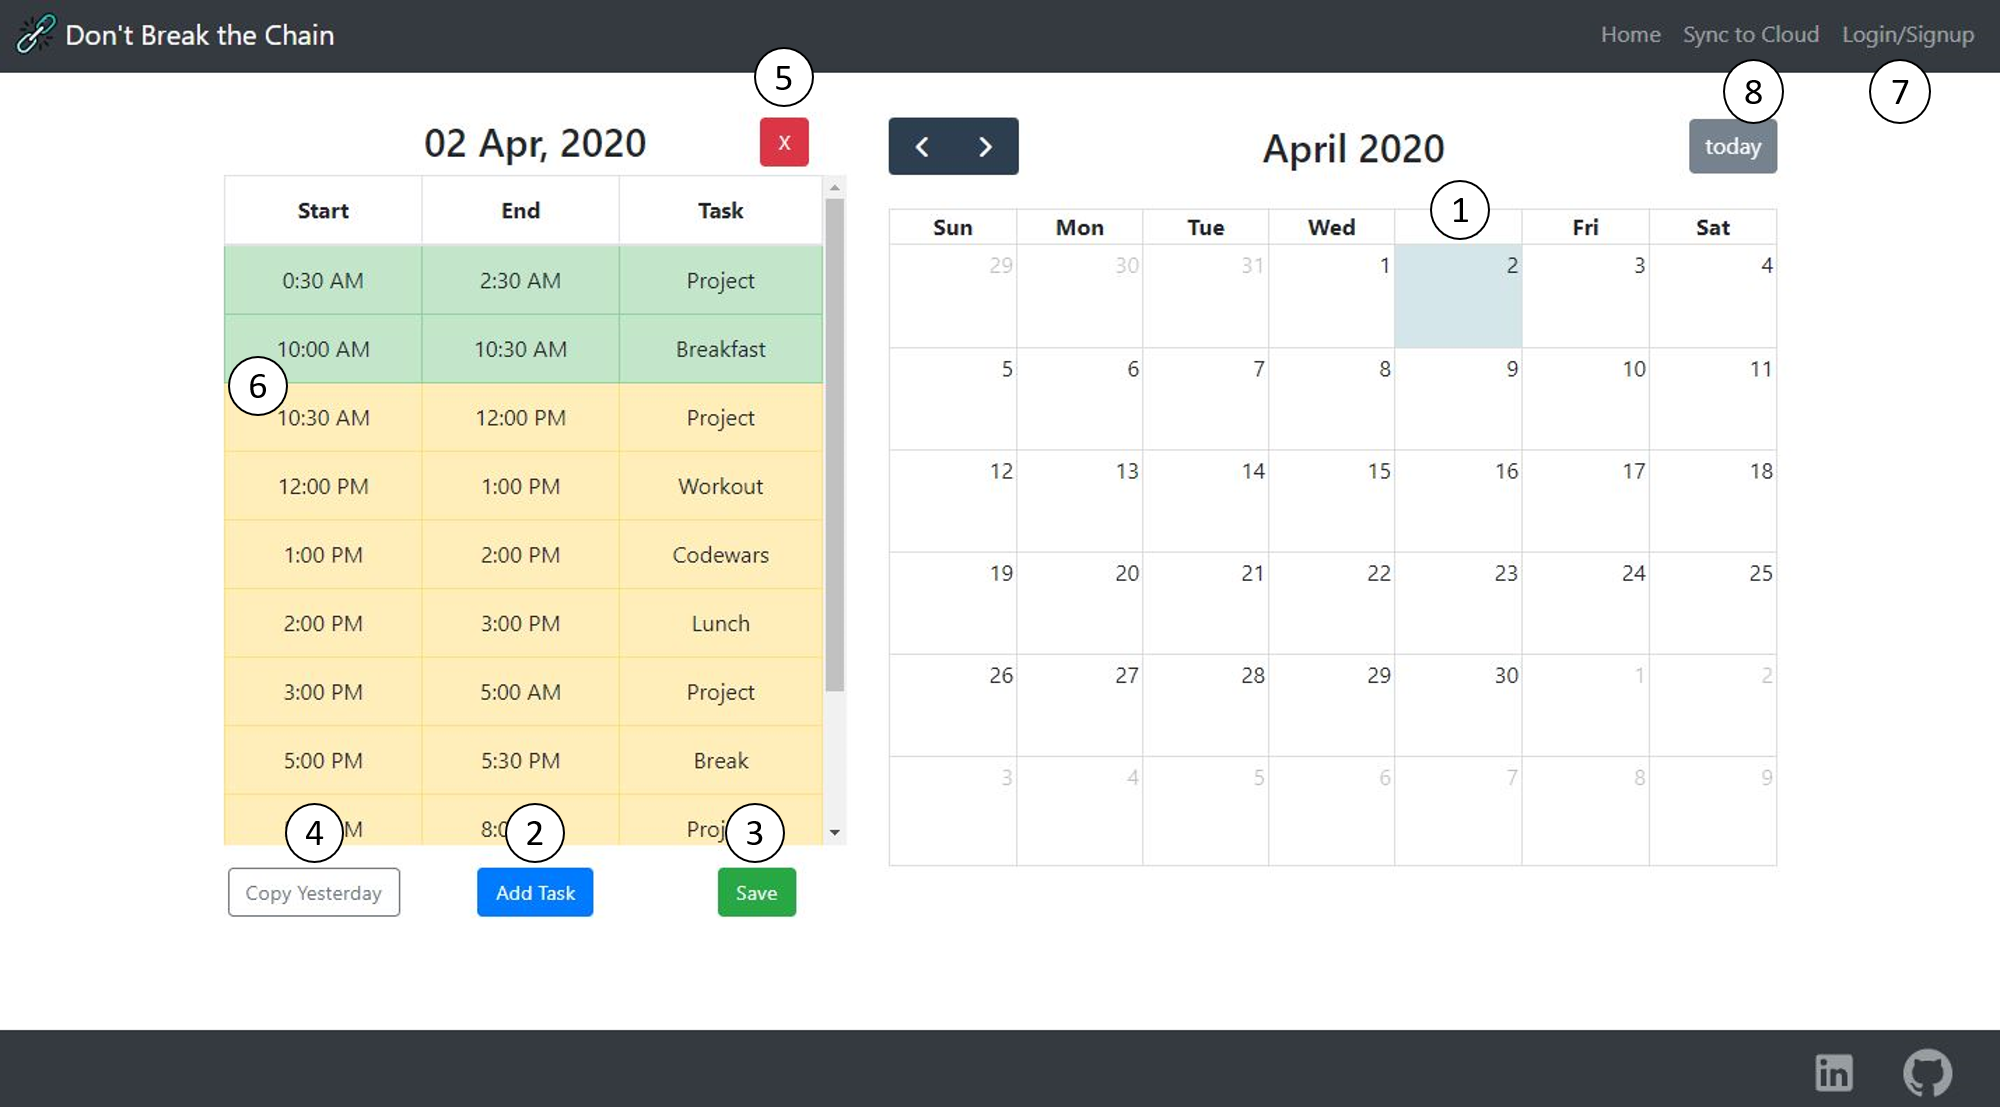 Don't Break the Chain
Home Sync to Cloud Login/Signup
5
8 7
02 Apr, 2020 X
April 2020 today
Start End Task
0:30 AM 2:30 AM Project
10:00 AM 10:30 AM Breakfast
6
10:30 AM 12:00 PM Project
12:00 PM 1:00 PM Workout
1:00 PM 2:00 PM Codewars
2:00 PM 3:00 PM Lunch
3:00 PM 5:00 AM Project
5:00 PM 5:30 PM Break
4 M 8:0 2 Proj 3
Copy Yesterday Add Task Save
1
Sun Mon Tue Wed Fri Sat
29 30 31 1 2 3 4
5 6 7 8 9 10 11
12 13 14 15 16 17 18
19 20 21 22 23 24 25
26 27 28 29 30 1 2
3 4 5 6 7 8 9
in